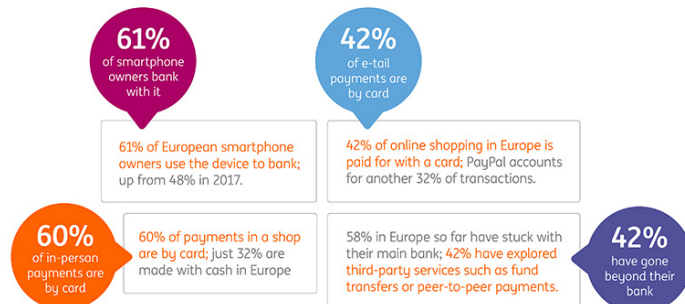 61%
of smartphone
owners bank
with it
42%
of e-tail
payments are
by card
61% of European smartphone
owners use the device to bank;
up from 48% in 2017.
42% of online shopping in Europe is
paid for with a card; PayPal accounts
for another 32% of transactions.
60%
of in-person
payments are
by card
60% of payments in a shop
are by card; just 32% are
made with cash in Europe
58% in Europe so far have stuck with
their main bank; 42% have explored
third-party services such as fund
transfers or peer-to-peer payments.
42%
have gone
beyond their
bank